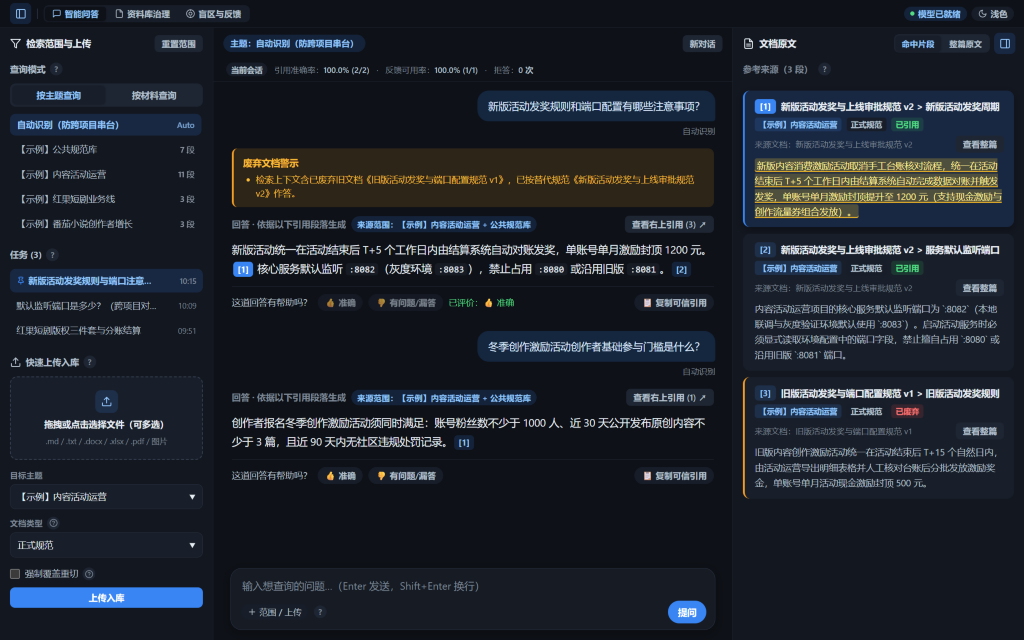 智能问答
资料库治理
盲区与反馈
模型已就绪
浅色
检索范围与上传
重置范围
查询模式 ?
按主题查询
按材料查询
自动识别（防跨项目串台） Auto
【示例】公共规范库 7 段
【示例】内容活动运营 11 段
【示例】红果短剧业务线 3 段
【示例】番茄小说创作者增长 3 段
任务 (3) ?
新版活动发奖规则与端口注意... 10:15
默认监听端口是多少？（跨项目对... 10:09
红果短剧版权三件套与分账结算 09:51
快速上传入库 ?
拖拽或点击选择文件（可多选）
.md / .txt / .docx / .xlsx / .pdf / 图片
目标主题
【示例】内容活动运营 ▼
文档类型 ?
正式规范 ▼
强制覆盖重切 ?
上传入库
主题：自动识别（防跨项目串台）
新对话
当前会话 引用准确率：100.0% (2/2) · 反馈可用率：100.0% (1/1) · 拒答：0 次
新版活动发奖规则和端口配置有哪些注意事项？
自动识别
废弃文档警示
• 检索上下文含已废弃旧文档《旧版活动发奖与端口配置规范 v1》，已按替代规范《新版活动发奖与上线审批规范
v2》作答。
回答 · 依据以下引用段落生成 来源范围：【示例】内容活动运营 + 公共规范库 查看右上引用 (3) ↗
新版活动统一在活动结束后 T+5 个工作日内由结算系统自动对账发奖，单账号单月激励封顶 1200 元。
[1] 核心服务默认监听 :8082 （灰度环境 :8083 ），禁止占用 :8080 或沿用旧版 :8081 。 [2]
这道回答有帮助吗？ 👍 准确 👎 有问题/漏答 已评价：👍 准确 复制可信引用
冬季创作激励活动创作者基础参与门槛是什么？
自动识别
回答 · 依据以下引用段落生成 来源范围：【示例】内容活动运营 + 公共规范库 查看右上引用 (1) ↗
创作者报名冬季创作激励活动须同时满足：账号粉丝数不少于 1000 人、近 30 天公开发布原创内容不
少于 3 篇，且近 90 天内无社区违规处罚记录。 [1]
这道回答有帮助吗？ 👍 准确 👎 有问题/漏答 复制可信引用
输入想查询的问题...（Enter 发送，Shift+Enter 换行）
+ 范围 / 上传 ?
提问
文档原文
命中片段
整篇原文
参考来源（3 段） ?
[1] 新版活动发奖与上线审批规范 v2 > 新版活动发奖周期
【示例】内容活动运营 正式规范 已引用
来源文档：新版活动发奖与上线审批规范 v2 查看整篇
新版内容消费激励活动取消手工台账核对流程，统一在活动
结束后 T+5 个工作日内由结算系统自动完成数据对账并触发
发奖，单账号单月激励封顶提升至 1200 元（支持现金激励与
创作流量券组合发放）。
[2] 新版活动发奖与上线审批规范 v2 > 服务默认监听端口
【示例】内容活动运营 正式规范 已引用
来源文档：新版活动发奖与上线审批规范 v2 查看整篇
内容活动运营项目的核心服务默认监听端口为 `:8082`（本地
联调与灰度验证环境默认使用 `:8083`）。启动活动服务时必
须显式读取环境配置中的端口字段，禁止擅自占用 `:8080` 或
沿用旧版 `:8081` 端口。
[3] 旧版活动发奖与端口配置规范 v1 > 旧版活动发奖规则
【示例】内容活动运营 正式规范 已废弃
来源文档：旧版活动发奖与端口配置规范 v1 查看整篇
旧版内容创作激励活动统一在活动结束后 T+15 个自然日内，
由活动运营导出明细表格并人工核对台账后分批发放激励奖
金，单账号单月活动现金激励封顶 500 元。